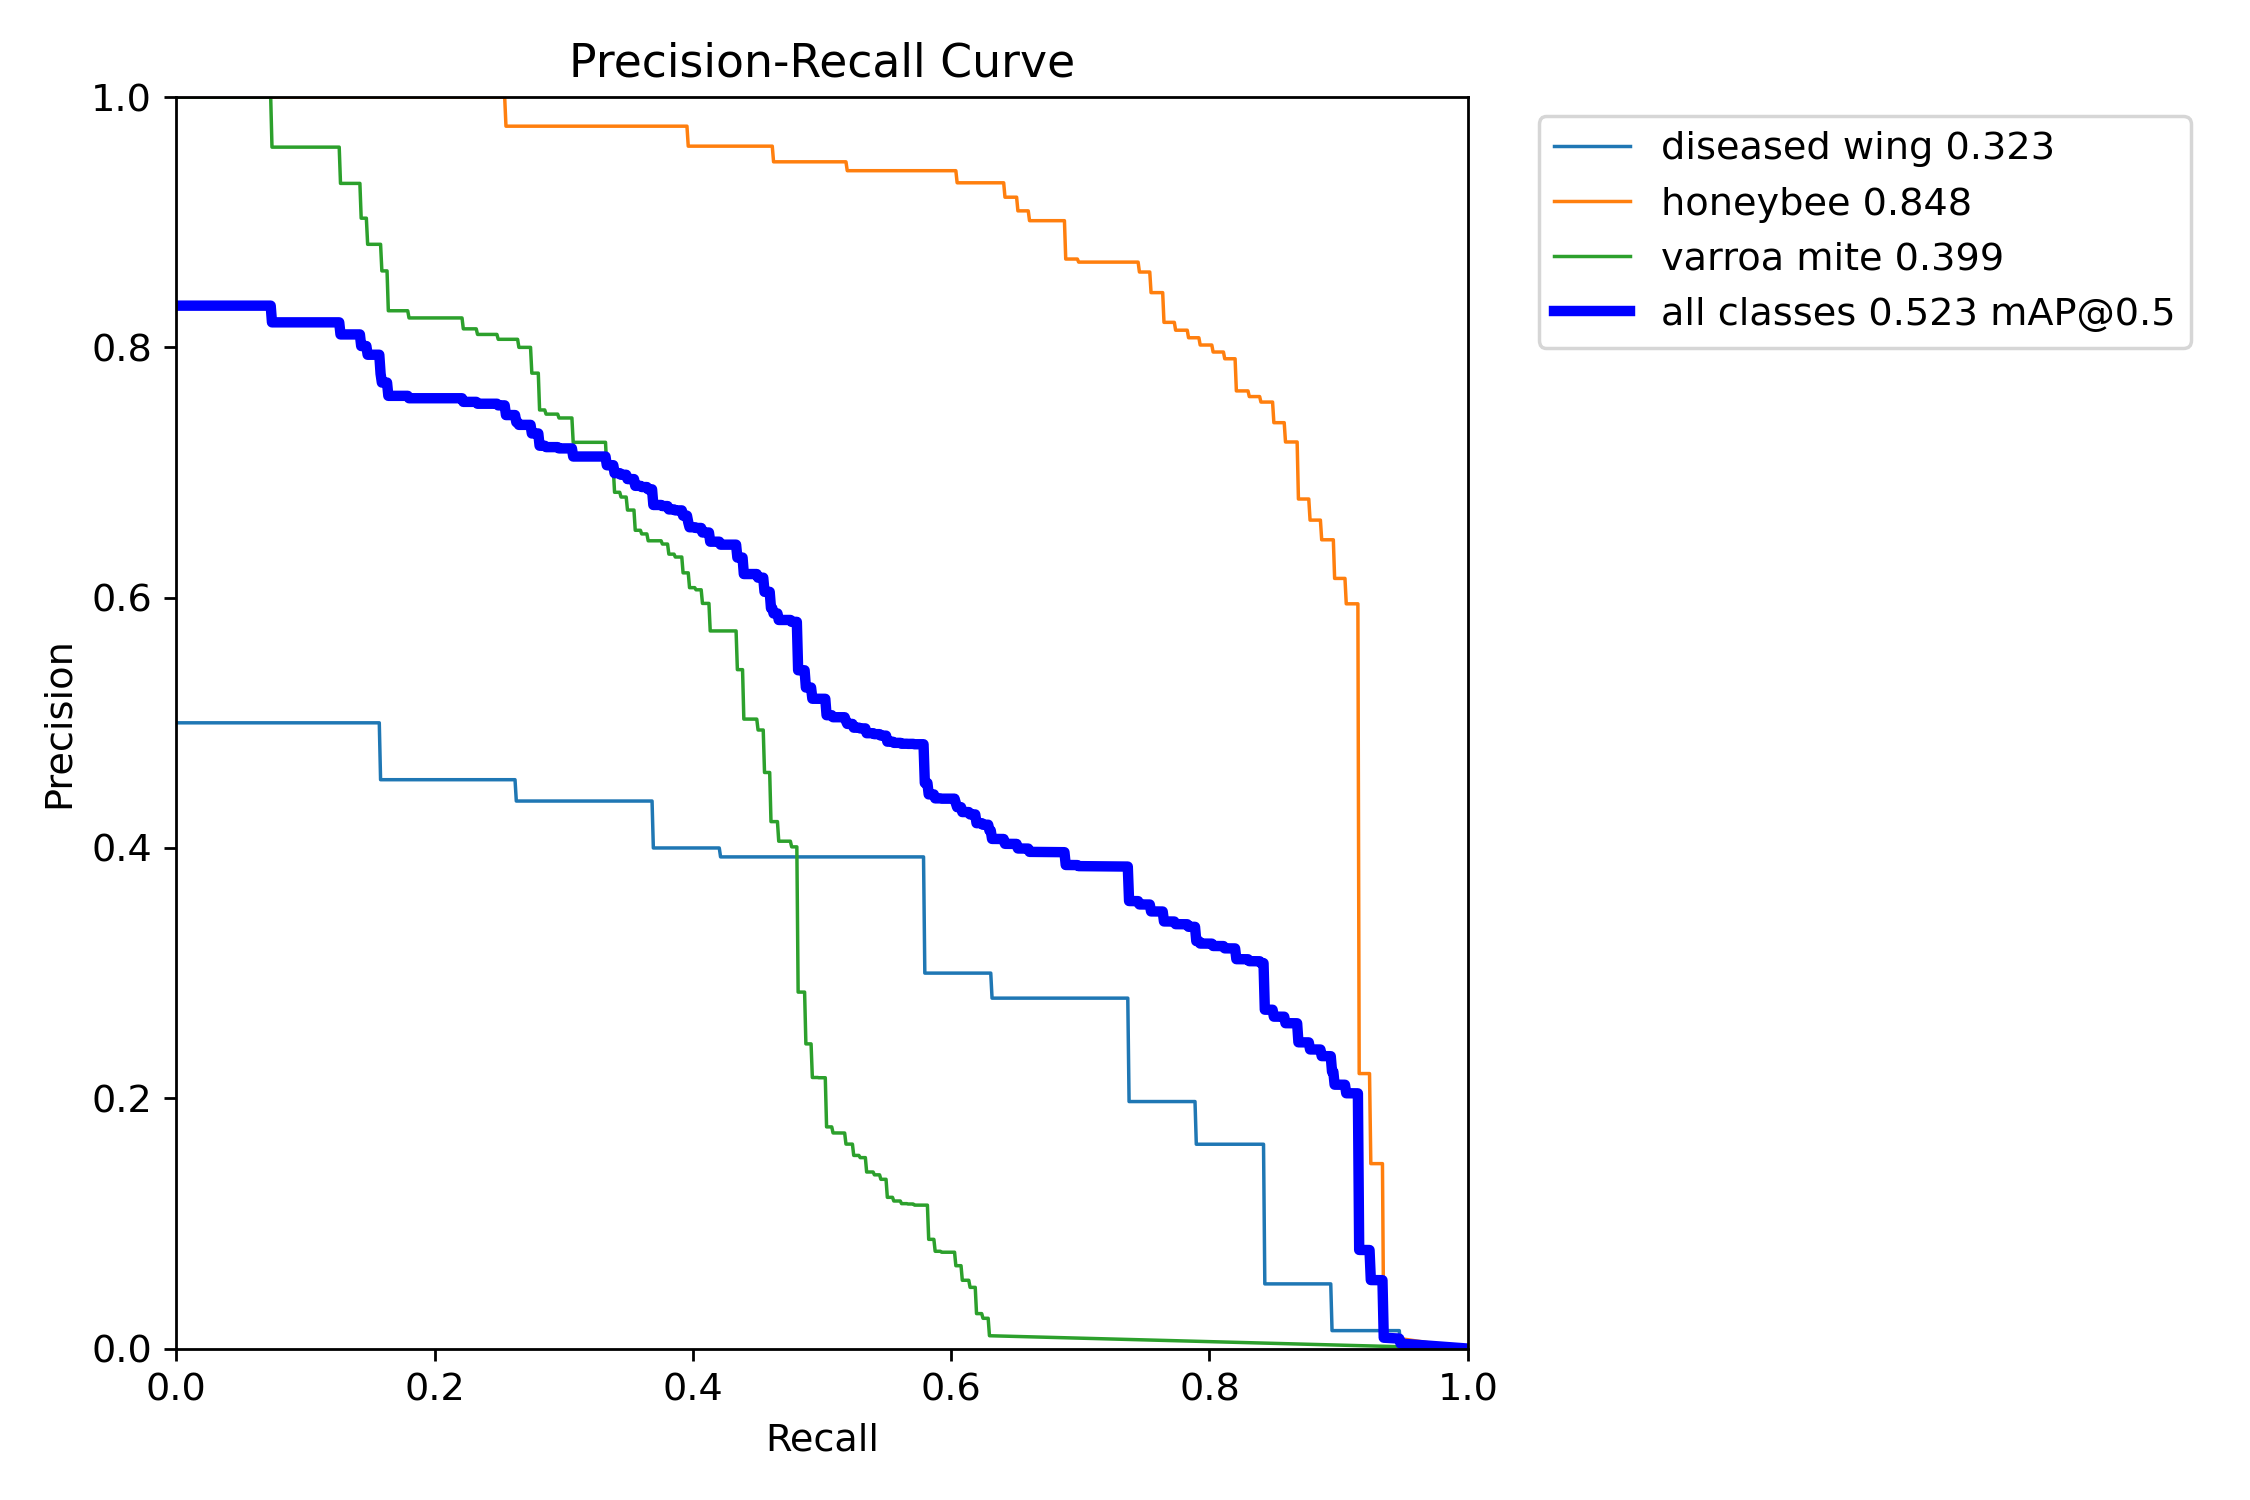 Precision-Recall Curve
1.0
0.8
0.6
0.4
0.2
0.0
Precision
0.0 0.2 0.4 0.6 0.8 1.0
Recall
diseased wing 0.323
honeybee 0.848
varroa mite 0.399
all classes 0.523 mAP@0.5